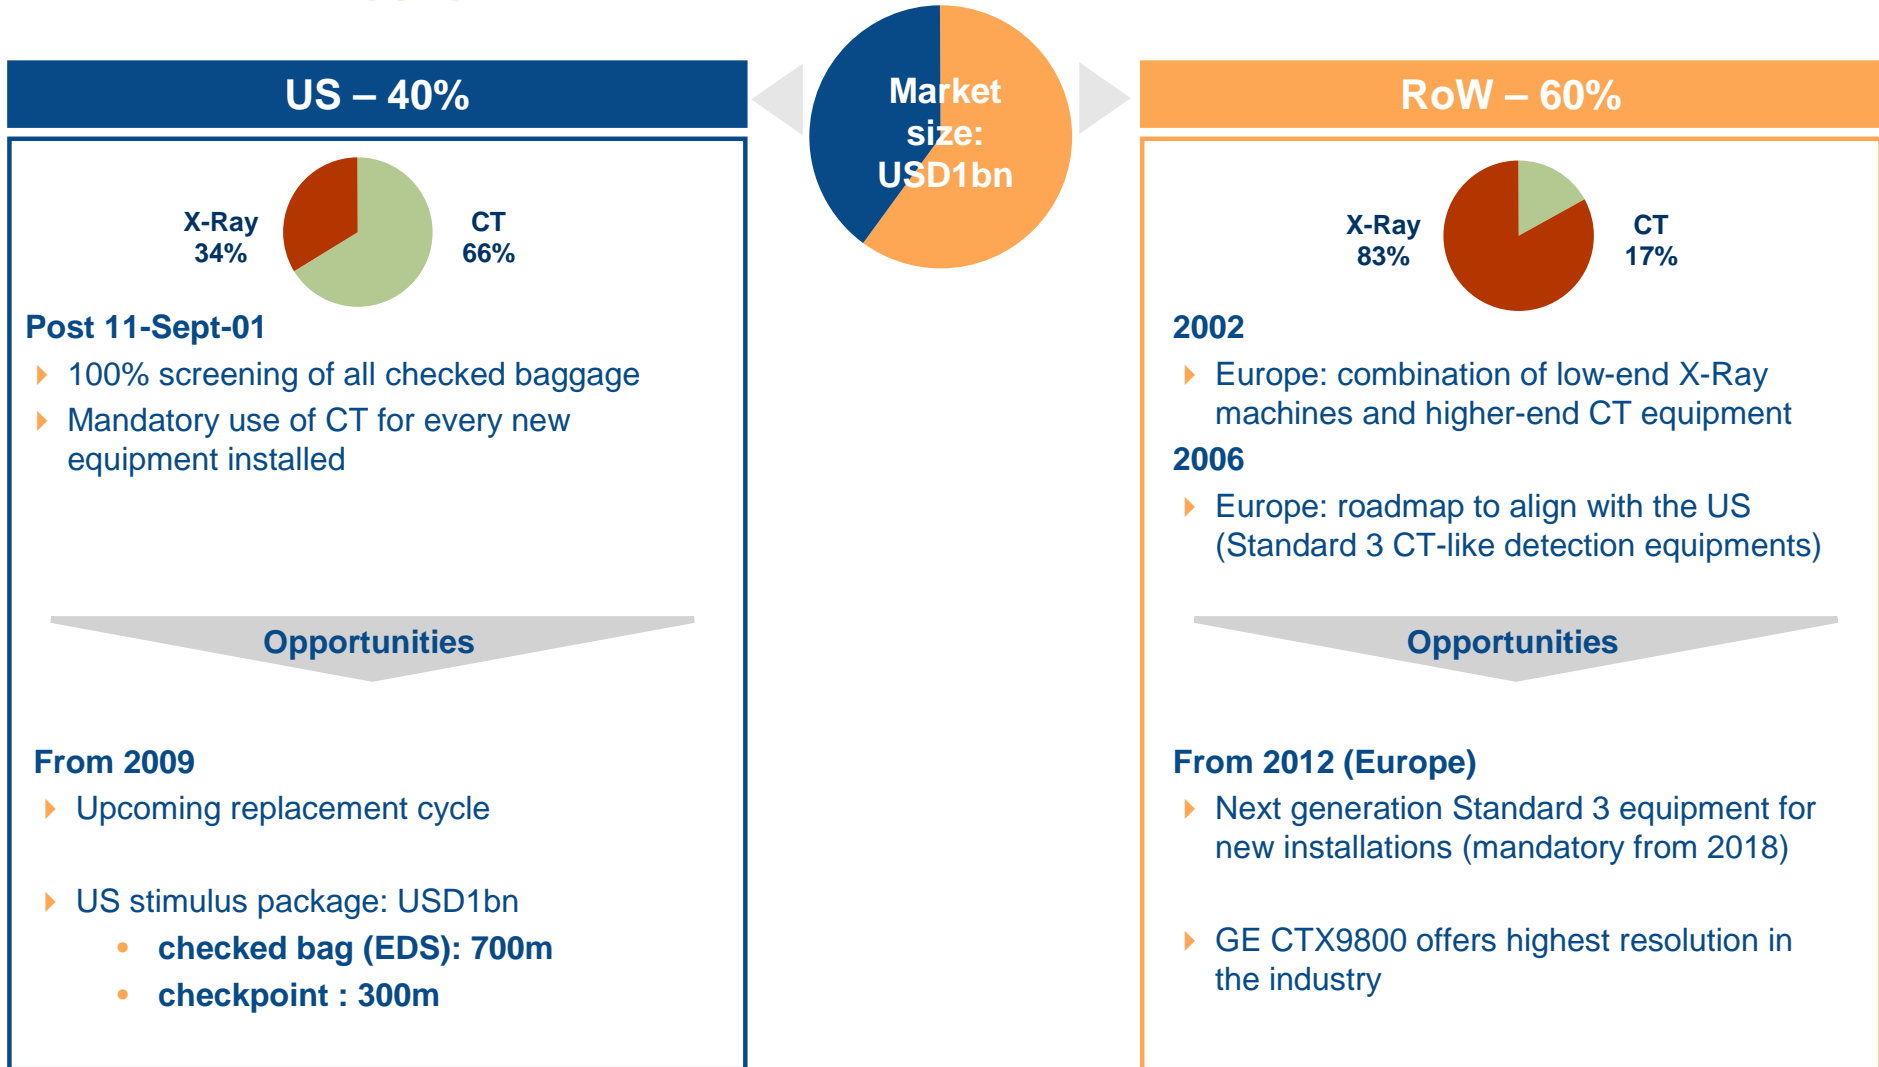 Market
size:
USD1bn
US – 40%
X-Ray
34%
CT
66%
Post 11-Sept-01
100% screening of all checked baggage
Mandatory use of CT for every new
equipment installed
Opportunities
From 2009
Upcoming replacement cycle
US stimulus package: USD1bn
• checked bag (EDS): 700m
• checkpoint : 300m
RoW – 60%
X-Ray
83%
CT
17%
2002
Europe: combination of low-end X-Ray
machines and higher-end CT equipment
2006
Europe: roadmap to align with the US
(Standard 3 CT-like detection equipments)
Opportunities
From 2012 (Europe)
Next generation Standard 3 equipment for
new installations (mandatory from 2018)
GE CTX9800 offers highest resolution in
the industry